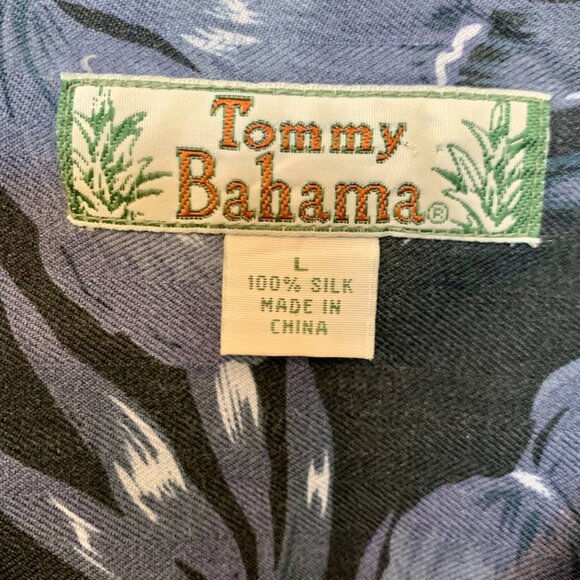 Tommy
Bahama®
L
100% SILK
MADE IN
CHINA